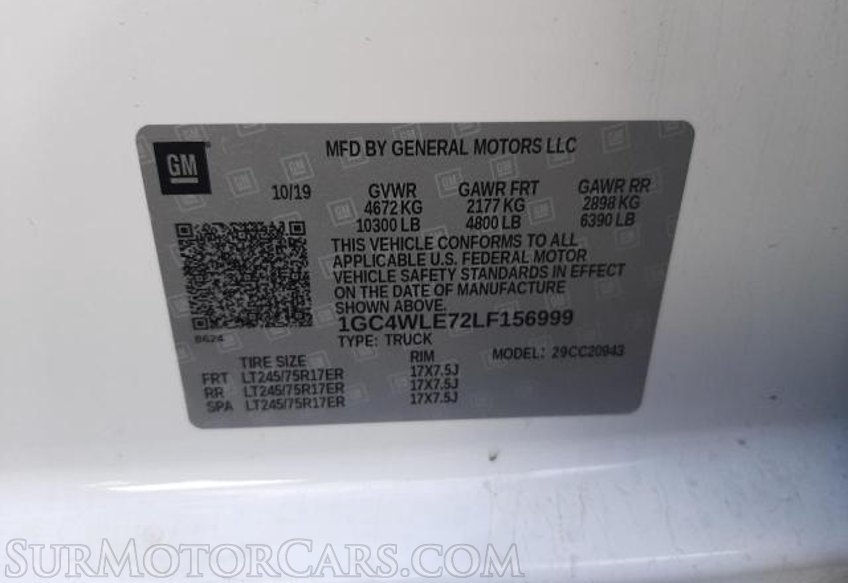 MFD BY GENERAL MOTORS LLC
GM
10/19 GVWR GAWR FRT GAWR RR
4672 KG 2177 KG 2898 KG
10300 LB 4800 LB 6390 LB
THIS VEHICLE CONFORMS TO ALL
APPLICABLE U.S. FEDERAL MOTOR
VEHICLE SAFETY STANDARDS IN EFFECT
ON THE DATE OF MANUFACTURE
SHOWN ABOVE.
1GC4WLE72LF156999
B624
TYPE: TRUCK MODEL: 29CC20943
TIRE SIZE RIM
FRT LT245/75R17ER 17X7.5J
RR LT245/75R17ER 17X7.5J
SPA LT245/75R17ER 17X7.5J
SURMOTORCARS.COM